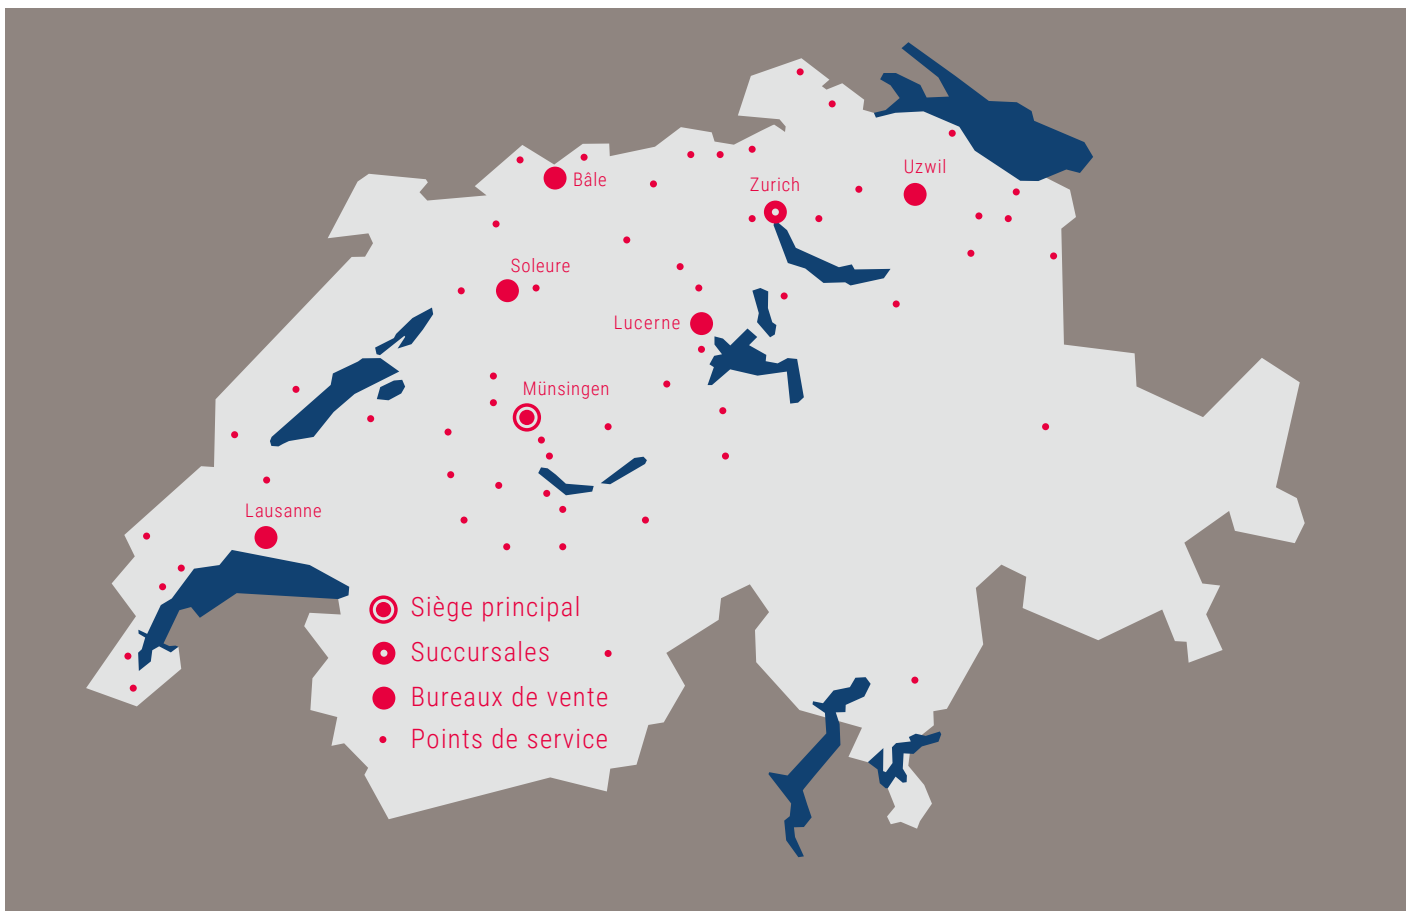 Bâle
Zurich
Uzwil
Soleure
Lucerne
Münsingen
Lausanne
Siège principal
Succursales
Bureaux de vente
Points de service